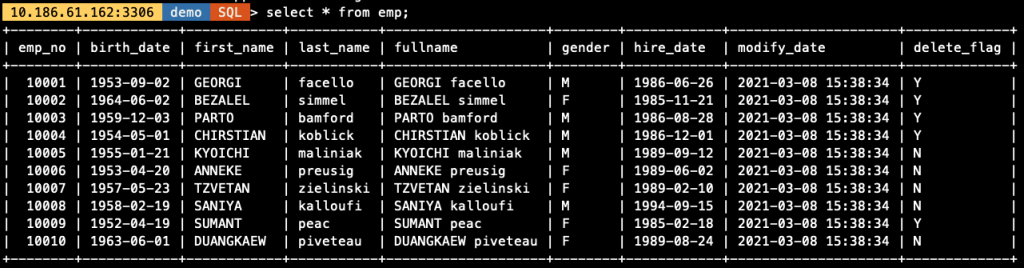 10.186.61.162:3306 demo SQL > select * from emp;
| emp_no | birth_date | first_name | last_name | fullname | gender | hire_date | modify_date | delete_flag |
| 10001 | 1953-09-02 | GEORGI | facello | GEORGI facello | M | 1986-06-26 | 2021-03-08 15:38:34 | Y |
| 10002 | 1964-06-02 | BEZALEL | simmel | BEZALEL simmel | F | 1985-11-21 | 2021-03-08 15:38:34 | Y |
| 10003 | 1959-12-03 | PARTO | bamford | PARTO bamford | M | 1986-08-28 | 2021-03-08 15:38:34 | Y |
| 10004 | 1954-05-01 | CHIRSTIAN | koblick | CHIRSTIAN koblick | M | 1986-12-01 | 2021-03-08 15:38:34 | Y |
| 10005 | 1955-01-21 | KYOICHI | maliniak | KYOICHI maliniak | M | 1989-09-12 | 2021-03-08 15:38:34 | N |
| 10006 | 1953-04-20 | ANNEKE | preusig | ANNEKE preusig | F | 1989-06-02 | 2021-03-08 15:38:34 | N |
| 10007 | 1957-05-23 | TZVETAN | zielinski | TZVETAN zielinski | F | 1989-02-10 | 2021-03-08 15:38:34 | N |
| 10008 | 1958-02-19 | SANIYA | kalloufi | SANIYA kalloufi | M | 1994-09-15 | 2021-03-08 15:38:34 | N |
| 10009 | 1952-04-19 | SUMANT | peac | SUMANT peac | F | 1985-02-18 | 2021-03-08 15:38:34 | Y |
| 10010 | 1963-06-01 | DUANGKAEW | piveteau | DUANGKAEW piveteau | F | 1989-08-24 | 2021-03-08 15:38:34 | N |